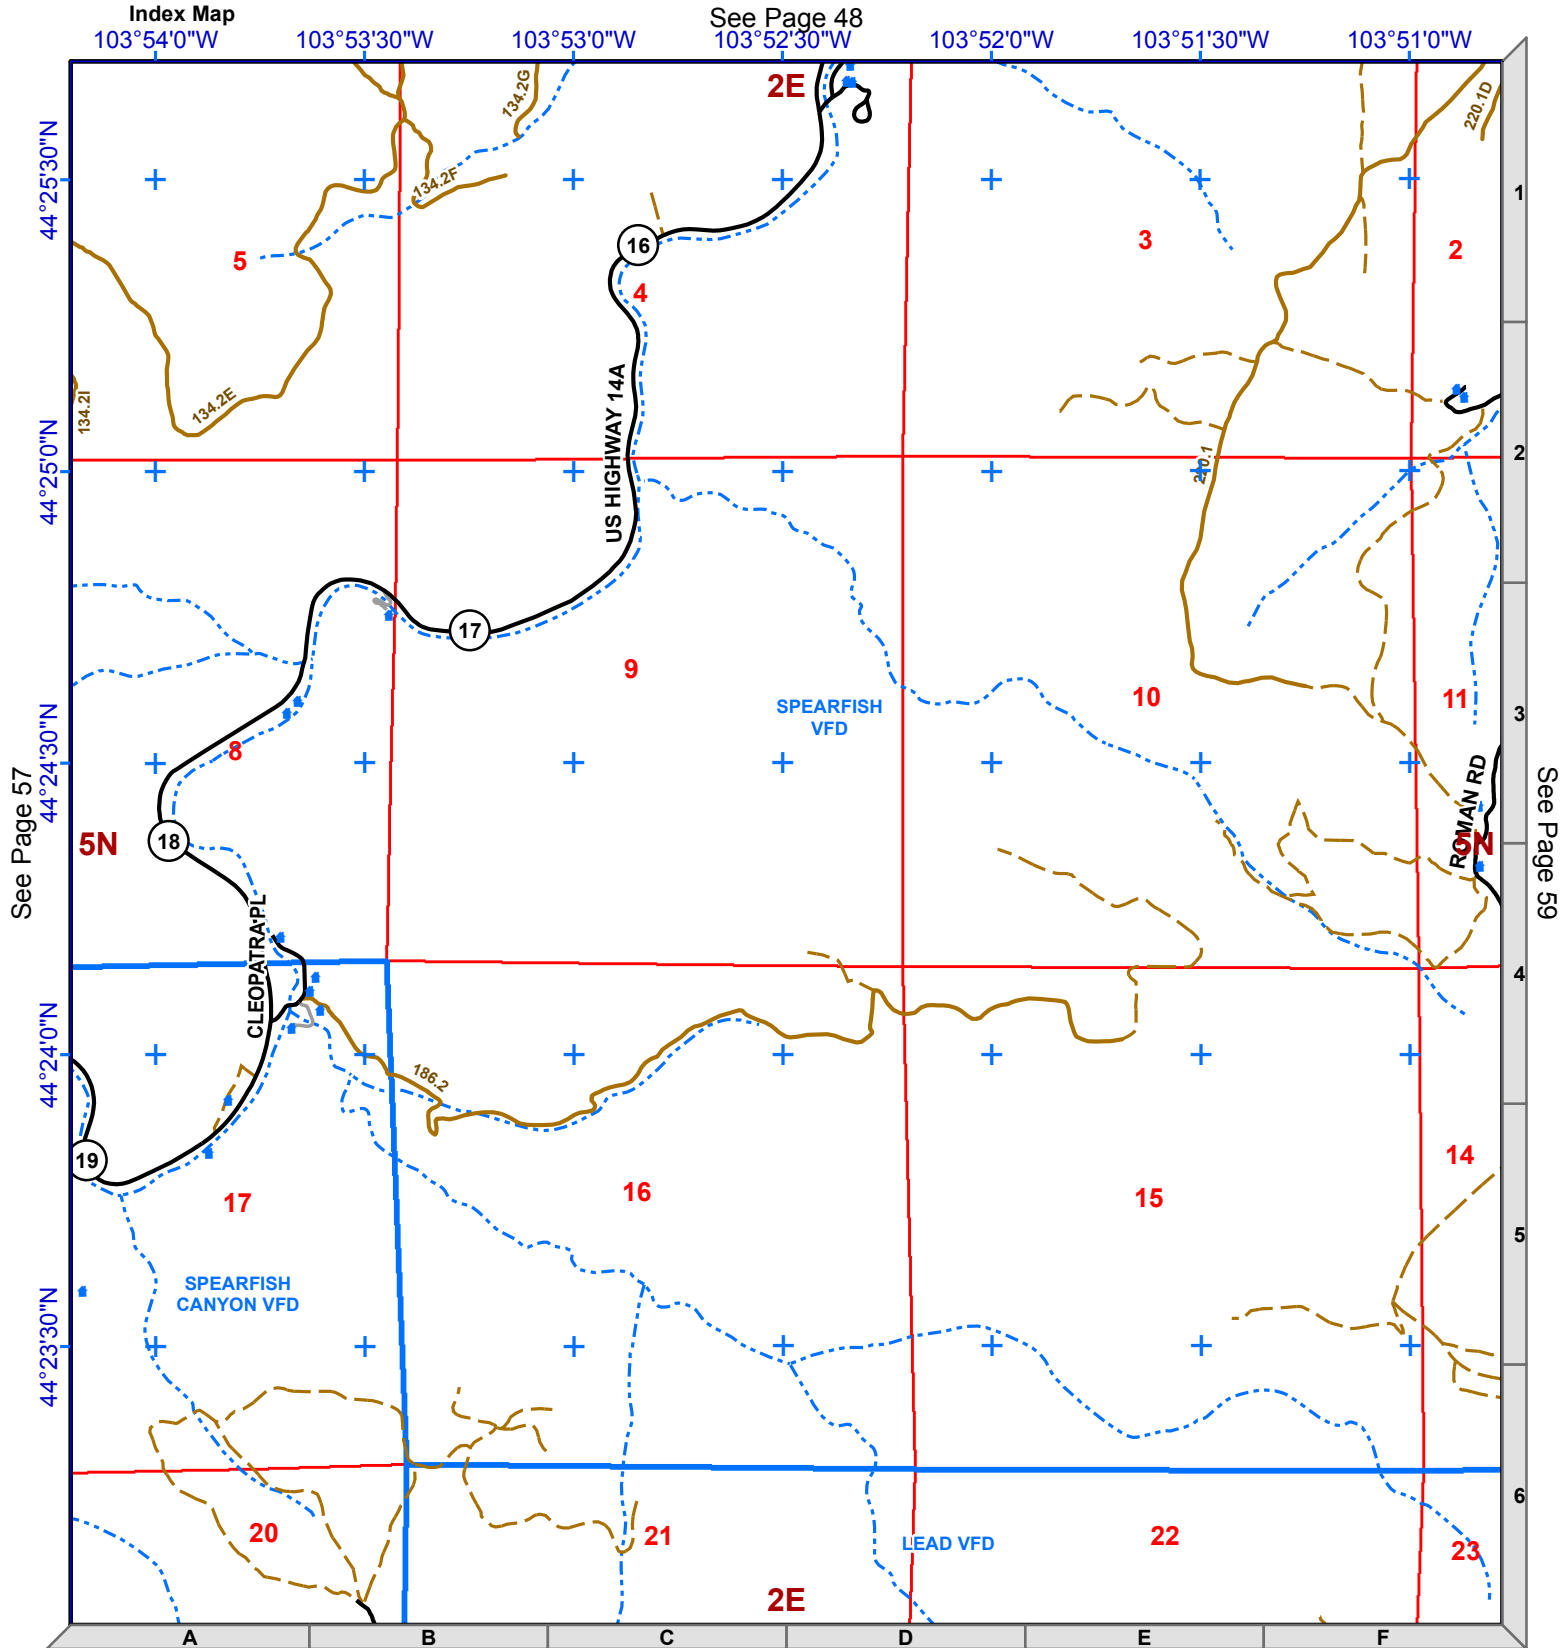 Index Map
See Page 48
103°54'0"W
103°53'30"W
103°53'0"W
103°52'30"W
103°52'0"W
103°51'30"W
103°51'0"W
2E
134.2G
220.1D
44°25'30"N
134.2F
1
5
16
3
2
4
134.2I
134.2E
US HIGHWAY 14A
44°25'0"N
220.1
2
17
9
SPEARFISH
VFD
10
11
3
8
44°24'30"N
See Page 57
ROMAN RD
See Page 59
18
5N
5N
CLEOPATRA PL
4
44°24'0"N
186.2
19
14
17
16
15
5
SPEARFISH
CANYON VFD
44°23'30"N
6
20
21
LEAD VFD
22
23
2E
A
B
C
D
E
F